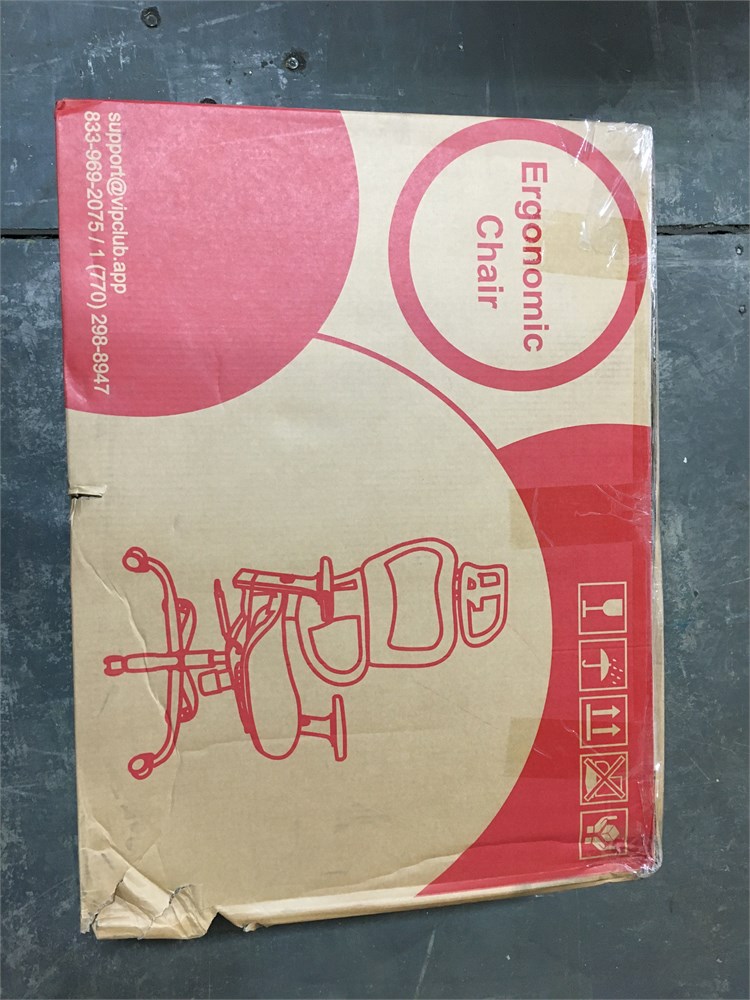 Ergonomic
Chair
support@vipclub.app
833-969-2075 / 1 (770) 298-8947